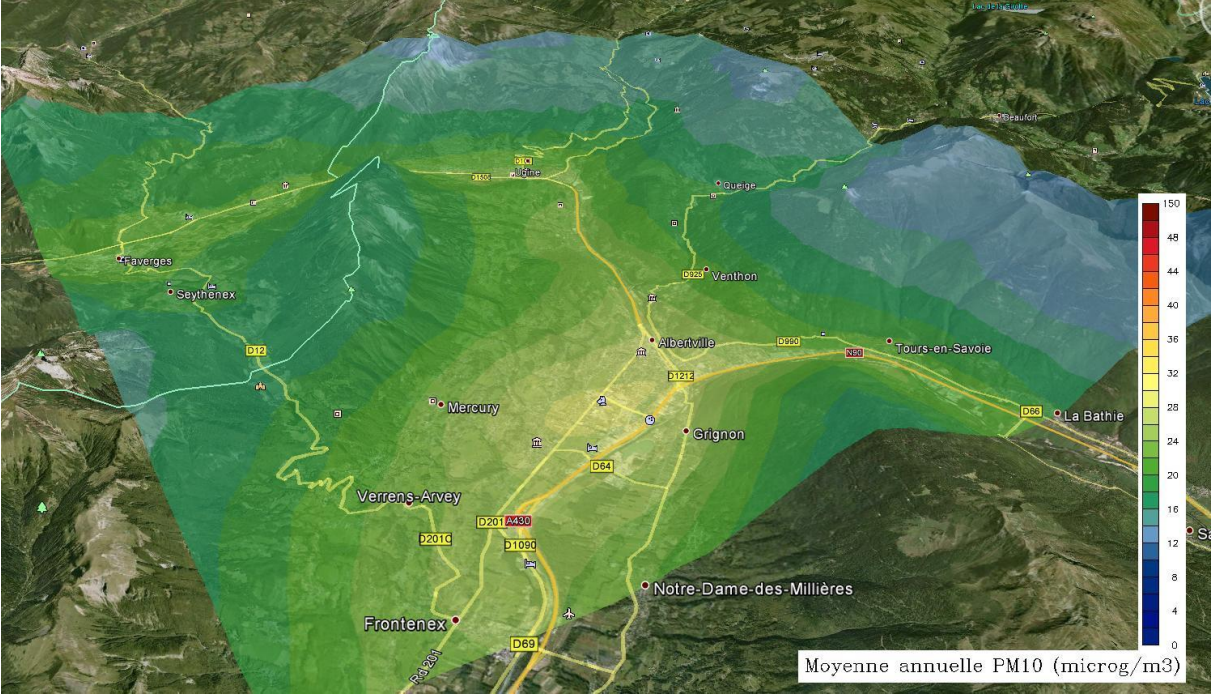 Beaufort
Ugine
D1508
Queige
Faverges
Venthon
D925
Seythenex
Albertville
D990
Tours-en-Savoie
D12
N90
D1212
Mercury
D66
La Bathie
Grignon
D64
Verrens-Arvey
D201
A430
D201C
D1090
Notre-Dame-des-Millières
Frontenex
D69
Rd 201
150
48
44
40
36
32
28
24
20
16
12
8
4
0
Moyenne annuelle PM10 (microg/m3)